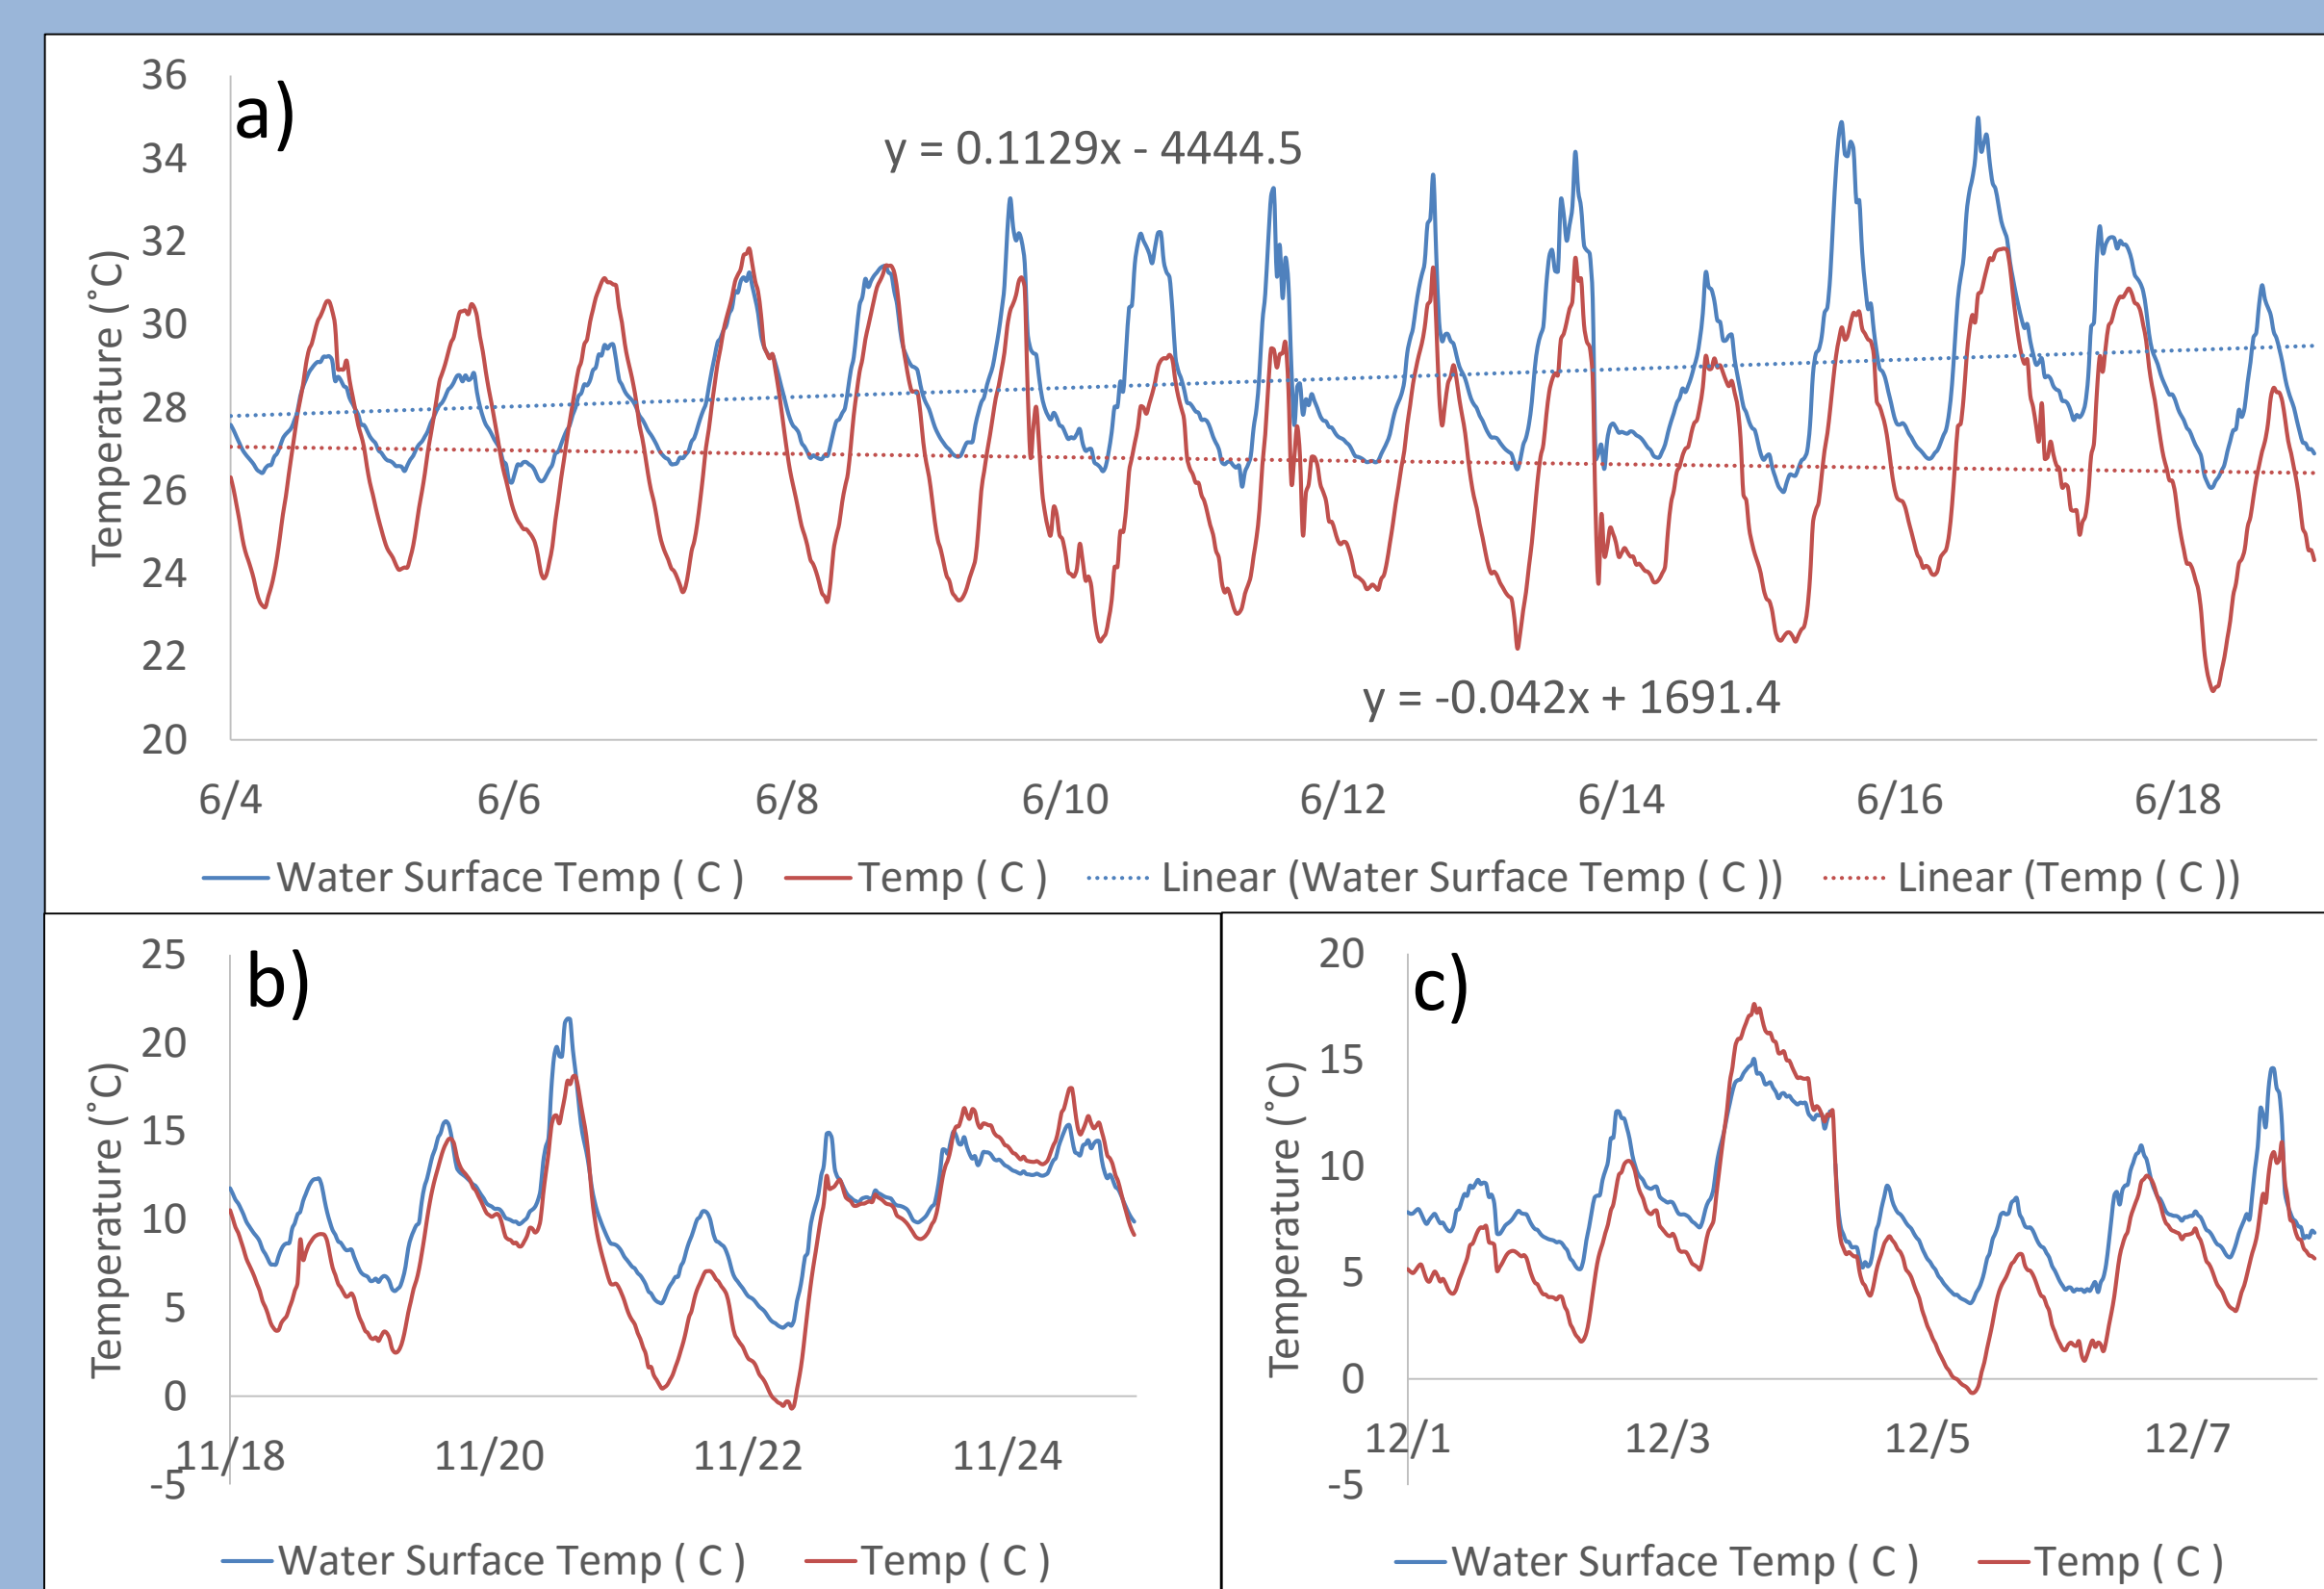 a)
y = 0.1129x - 4444.5
y = -0.042x + 1691.4
Temperature (˚C)
36
34
32
30
28
26
24
22
20
6/4 6/6 6/8 6/10 6/12 6/14 6/16 6/18
Water Surface Temp ( C ) Temp ( C ) Linear (Water Surface Temp ( C )) Linear (Temp ( C ))
b)
Temperature (˚C)
25
20
15
10
5
0
-5
11/18 11/20 11/22 11/24
Water Surface Temp ( C ) Temp ( C )
c)
Temperature (˚C)
20
15
10
5
0
-5
12/1 12/3 12/5 12/7
Water Surface Temp ( C ) Temp ( C )